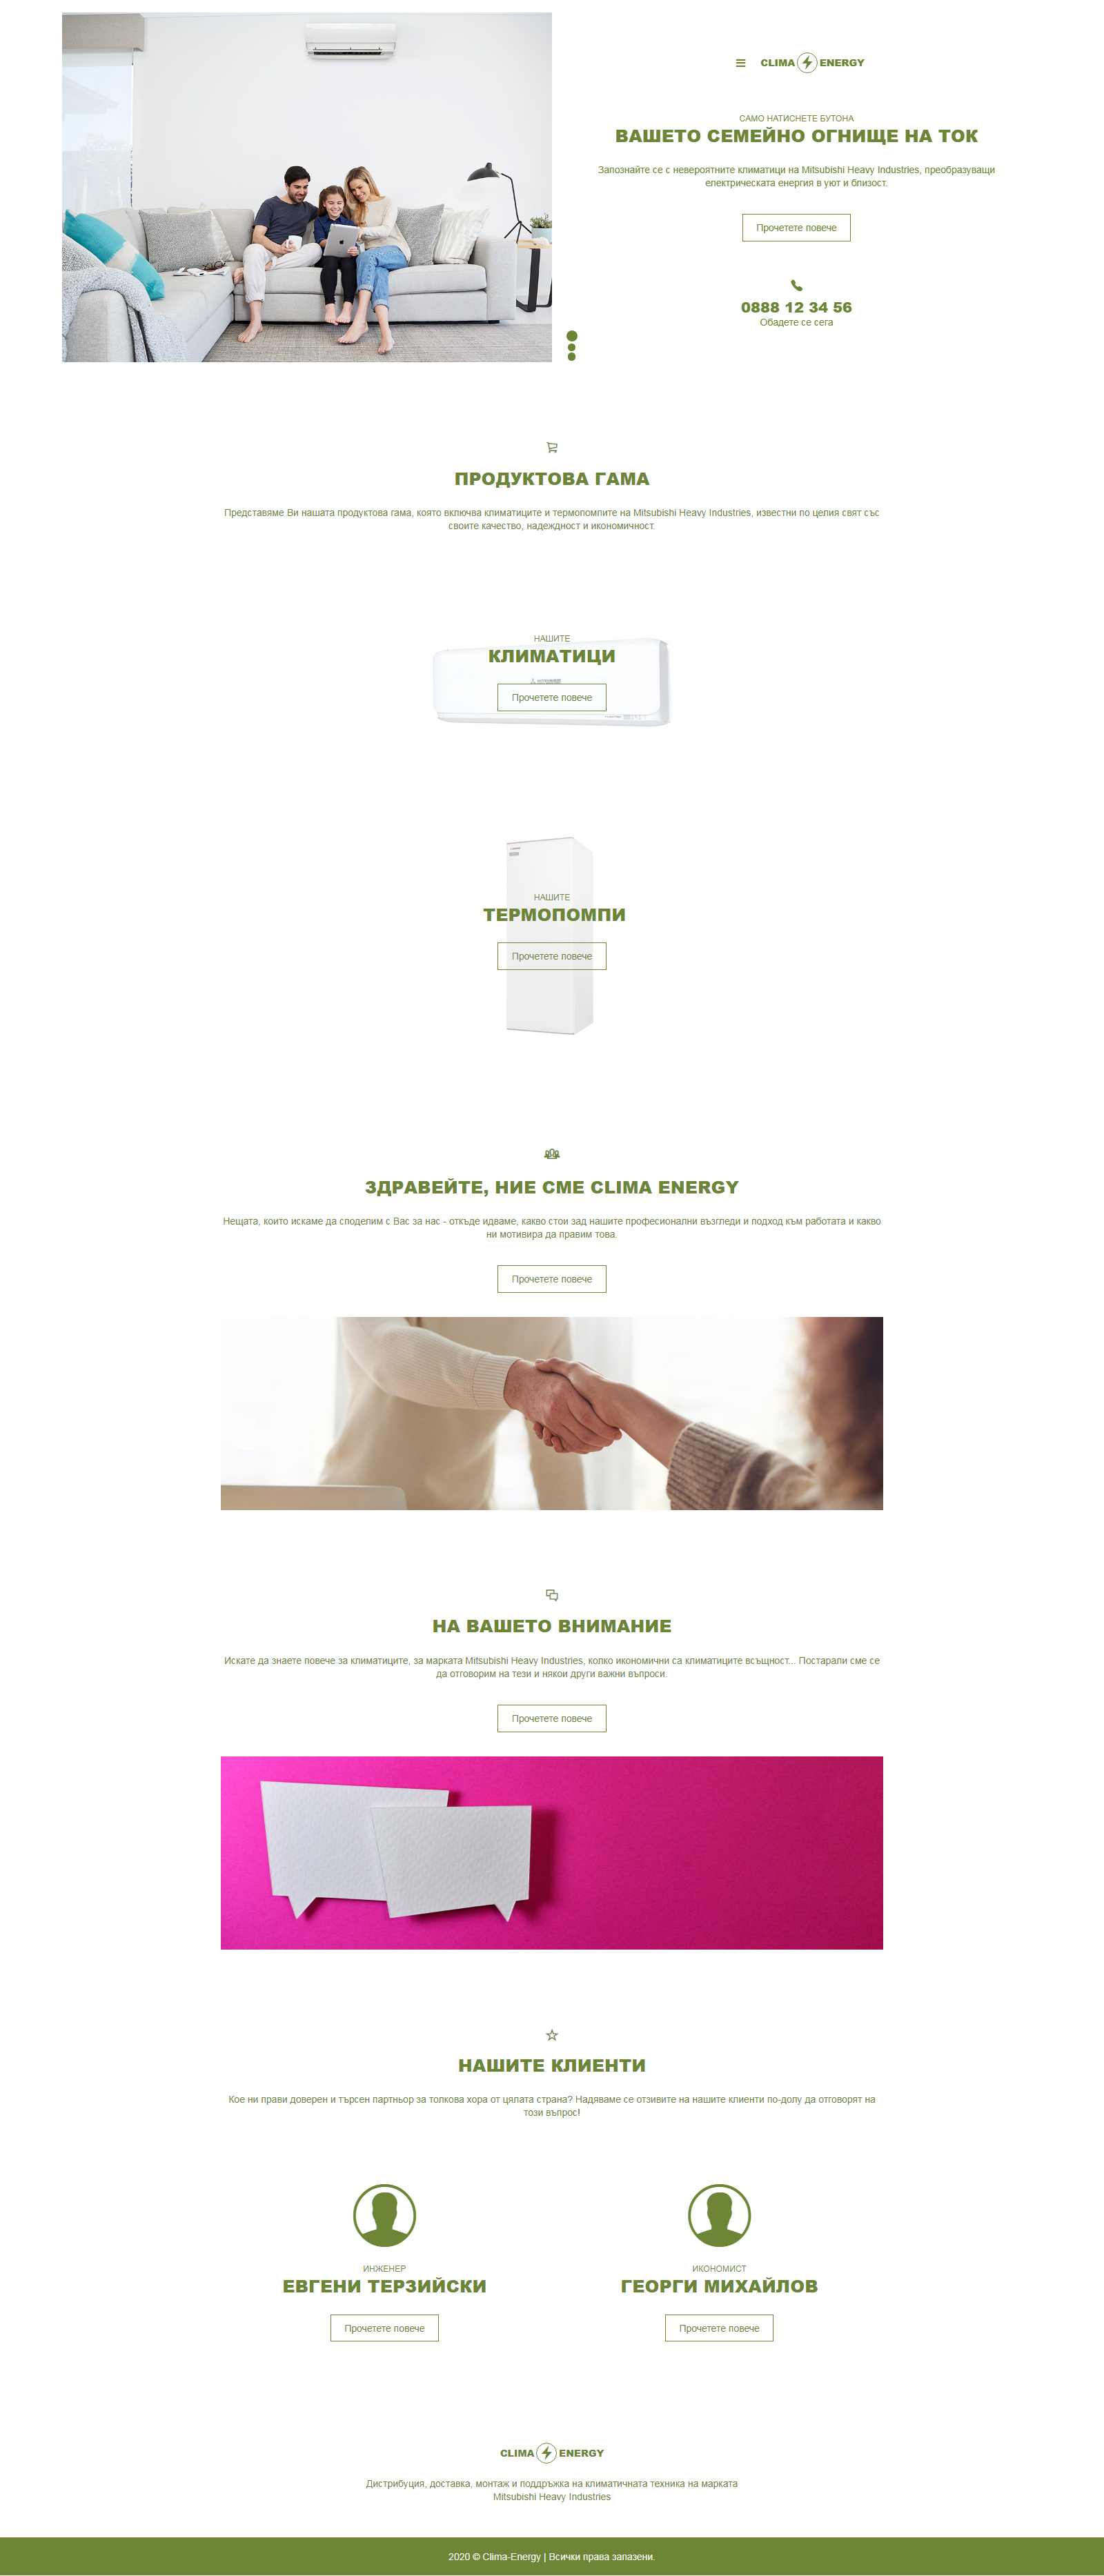 CLIMA ENERGY
САМО НАТИСНЕТЕ БУТОНА
ВАШЕТО СЕМЕЙНО ОГНИЩЕ НА ТОК
Запознайте се с невероятните климатици на Mitsubishi Heavy Industries, преобразуващи
електрическата енергия в уют и близост.
Прочетете повече
0888 12 34 56
Обадете се сега
ПРОДУКТОВА ГАМА
Представяме Ви нашата продуктова гама, която включва климатиците и термопомпите на Mitsubishi Heavy Industries, известни по целия свят със
своите качество, надеждност и икономичност.
НАШИТЕ
КЛИМАТИЦИ
Прочетете повече
НАШИТЕ
ТЕРМОПОМПИ
Прочетете повече
ЗДРАВЕЙТЕ, НИЕ СМЕ CLIMA ENERGY
Нещата, които искаме да споделим с Вас за нас - откъде идваме, какво стои зад нашите професионални възгледи и подход към работата и какво
ни мотивира да правим това.
Прочетете повече
НА ВАШЕТО ВНИМАНИЕ
Искате да знаете повече за климатиците, за марката Mitsubishi Heavy Industries, колко икономични са климатиците всъщност... Постарали сме се
да отговорим на тези и някои други важни въпроси.
Прочетете повече
НАШИТЕ КЛИЕНТИ
Кое ни прави доверен и търсен партньор за толкова хора от цялата страна? Надяваме се отзивите на нашите клиенти по-долу да отговорят на
този въпрос!
ИНЖЕНЕР
ЕВГЕНИ ТЕРЗИЙСКИ
Прочетете повече
ИКОНОМИСТ
ГЕОРГИ МИХАЙЛОВ
Прочетете повече
CLIMA ENERGY
Дистрибуция, доставка, монтаж и поддръжка на климатичната техника на марката
Mitsubishi Heavy Industries
2020 © Clima-Energy | Всички права запазени.